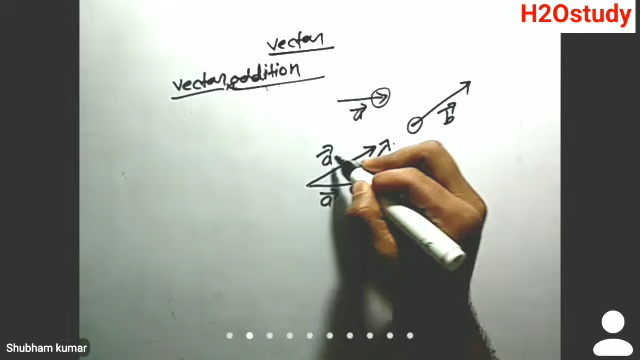 H2Ostudy
vector
vector addition
a
b
a
a
Shubham kumar